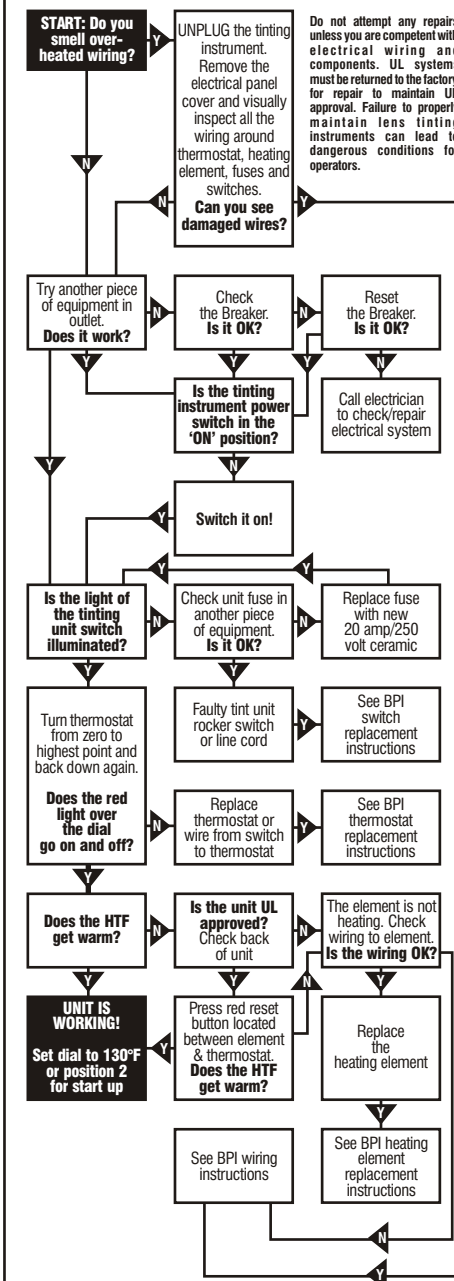 START: Do you
smell over-
heated wiring?
Y
UNPLUG the tinting
instrument.
Remove the
electrical panel
cover and visually
inspect all the
wiring around
thermostat, heating
element, fuses and
switches.
Can you see
damaged wires?
Do not attempt any repairs
unless you are competent with
electrical wiring and
components. UL systems
must be returned to the factory
for repair to maintain UL
approval. Failure to properly
maintain lens tinting
instruments can lead to
dangerous conditions for
operators.
N
N
Y
Try another piece
of equipment in
outlet.
Does it work?
N
Check
the Breaker.
Is it OK?
N
Reset
the Breaker.
Is it OK?
Y
Y
Y
N
Is the tinting
instrument power
switch in the
‘ON’ position?
Call electrician
to check/repair
electrical system
Y
N
Y
Switch it on!
Y
Y
Is the light of
the tinting
unit switch
illuminated?
N
Check unit fuse in
another piece
of equipment.
Is it OK?
N
Replace fuse
with new
20 amp/250
volt ceramic
Y
Y
Turn thermostat
from zero to
highest point and
back down again.
Does the red
light over
the dial
go on and off?
Faulty tint unit
rocker switch
or line cord
Y
See BPI
switch
replacement
instructions
N
Replace
thermostat or
wire from switch
to thermostat
Y
See BPI
thermostat
replacement
instructions
Y
Does the HTF
get warm?
N
Is the unit UL
approved?
Check back
of unit
N
The element is not
heating. Check
wiring to element.
Is the wiring OK?
Y
Y
N
Y
UNIT IS
WORKING!
Set dial to 130°F
or position 2
for start up
Y
Press red reset
button located
between element
& thermostat.
Does the HTF
get warm?
Replace
the
heating element
Y
See BPI wiring
instructions
See BPI heating
element
replacement
instructions
N
Y